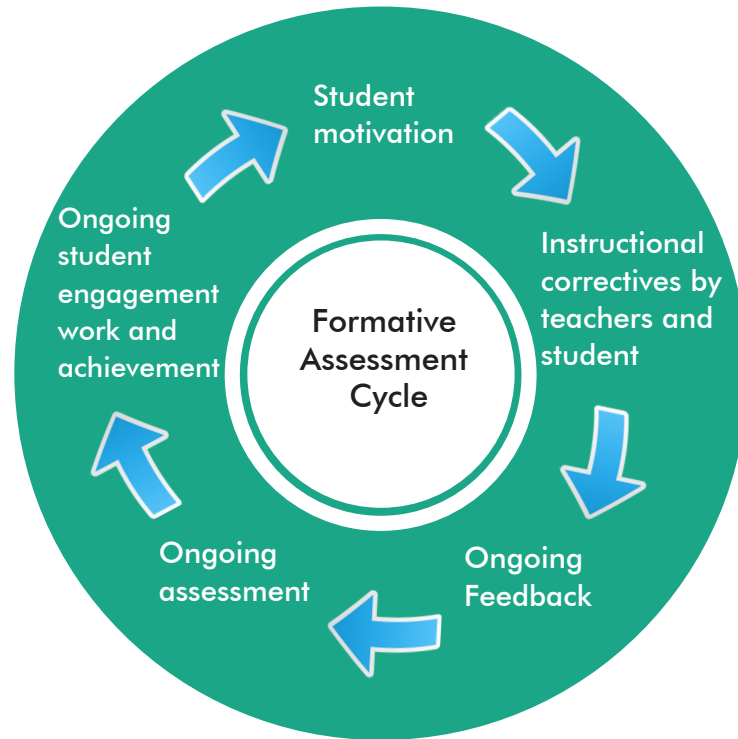 Student
motivation
Instructional
correctives by
teachers and
student
Ongoing
Feedback
Ongoing
assessment
Ongoing
student
engagement
work and
achievement
Formative
Assessment
Cycle